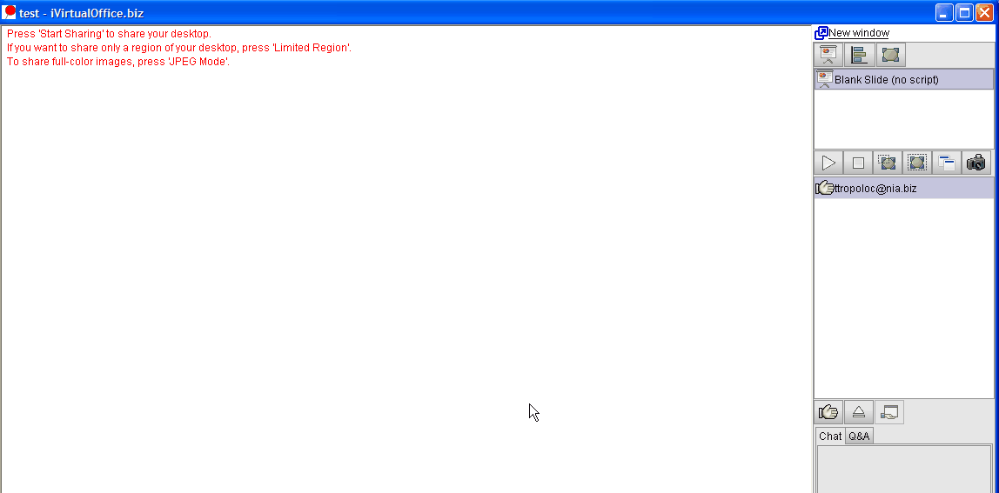 test - iVirtualOffice.biz
Press 'Start Sharing' to share your desktop.
If you want to share only a region of your desktop, press 'Limited Region'.
To share full-color images, press 'JPEG Mode'.
New window
Blank Slide (no script)
ttropoloc@nia.biz
Chat Q&A